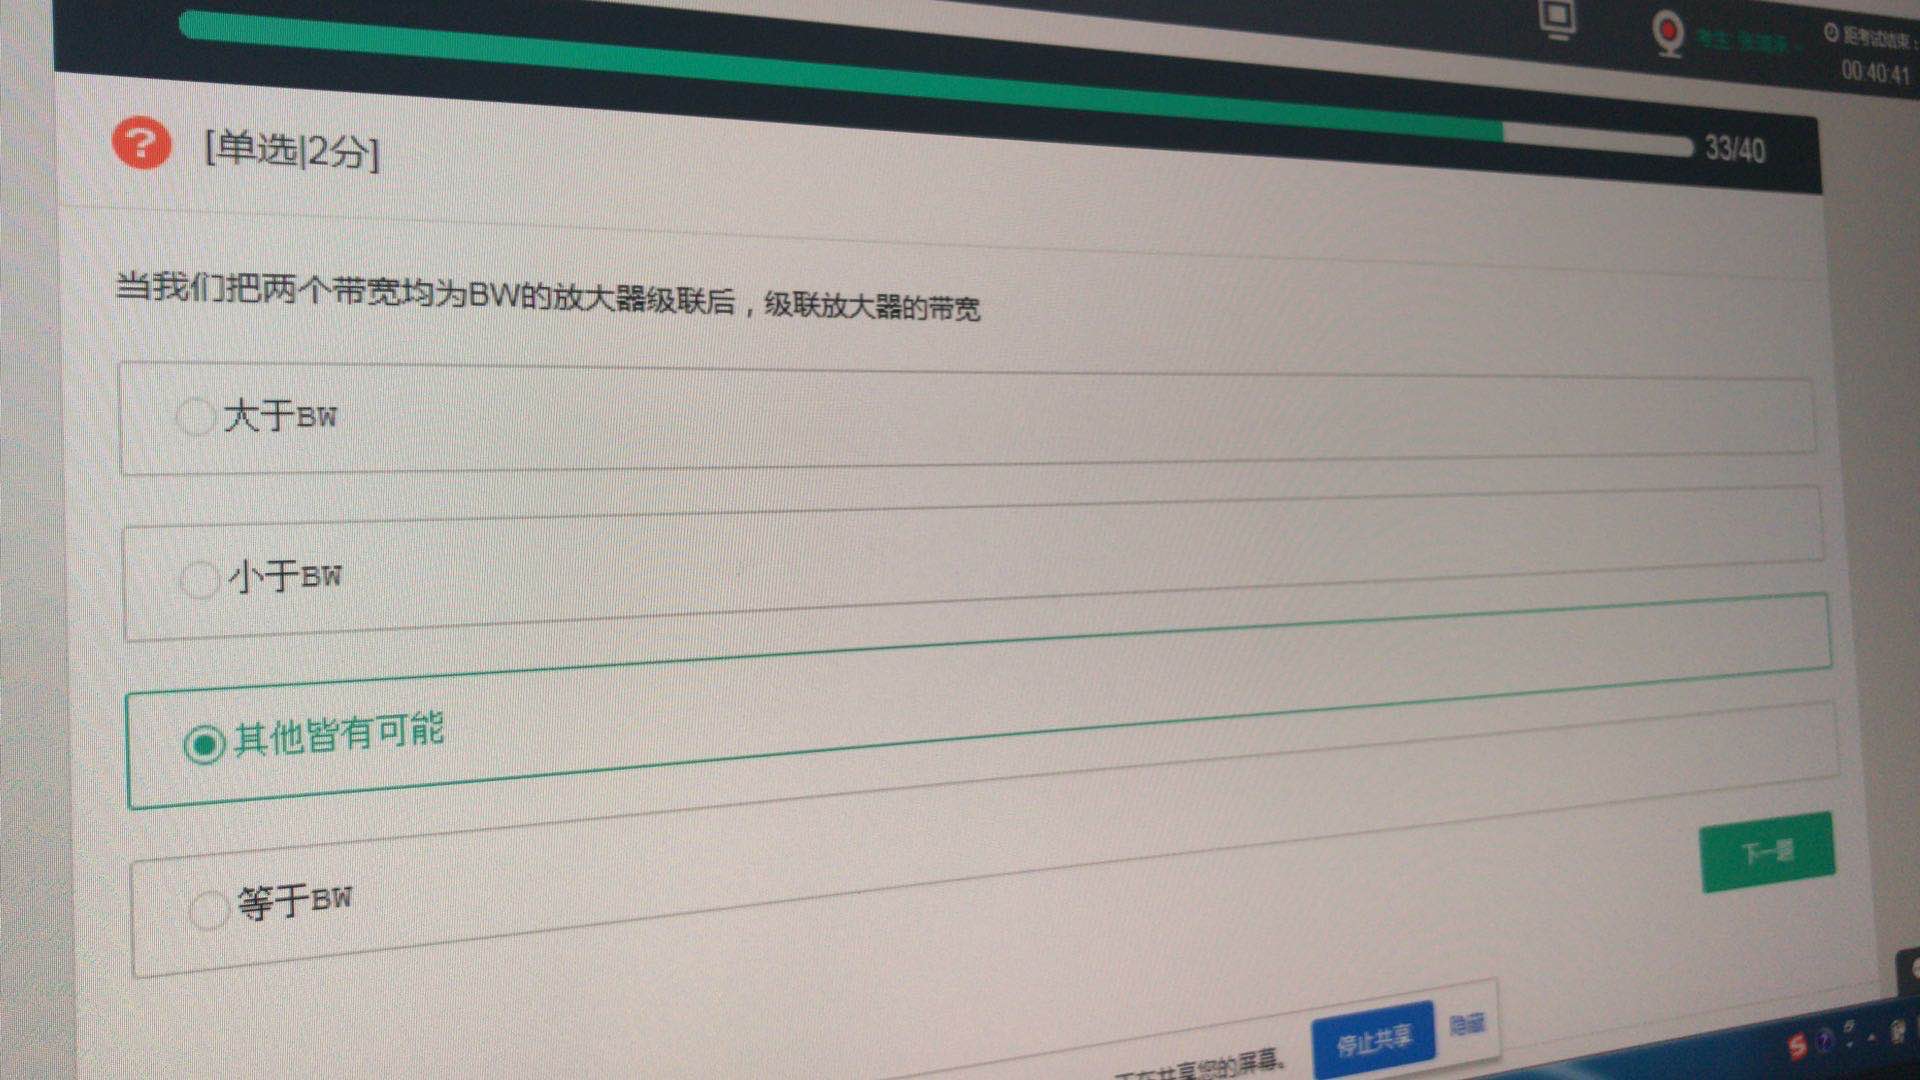 距考试结束：
00:40:41
33/40
[单选|2分]
当我们把两个带宽均为BW的放大器级联后，级联放大器的带宽
大于BW
小于BW
其他皆有可能
等于BW
下一题
正在共享您的屏幕。
停止共享
隐藏